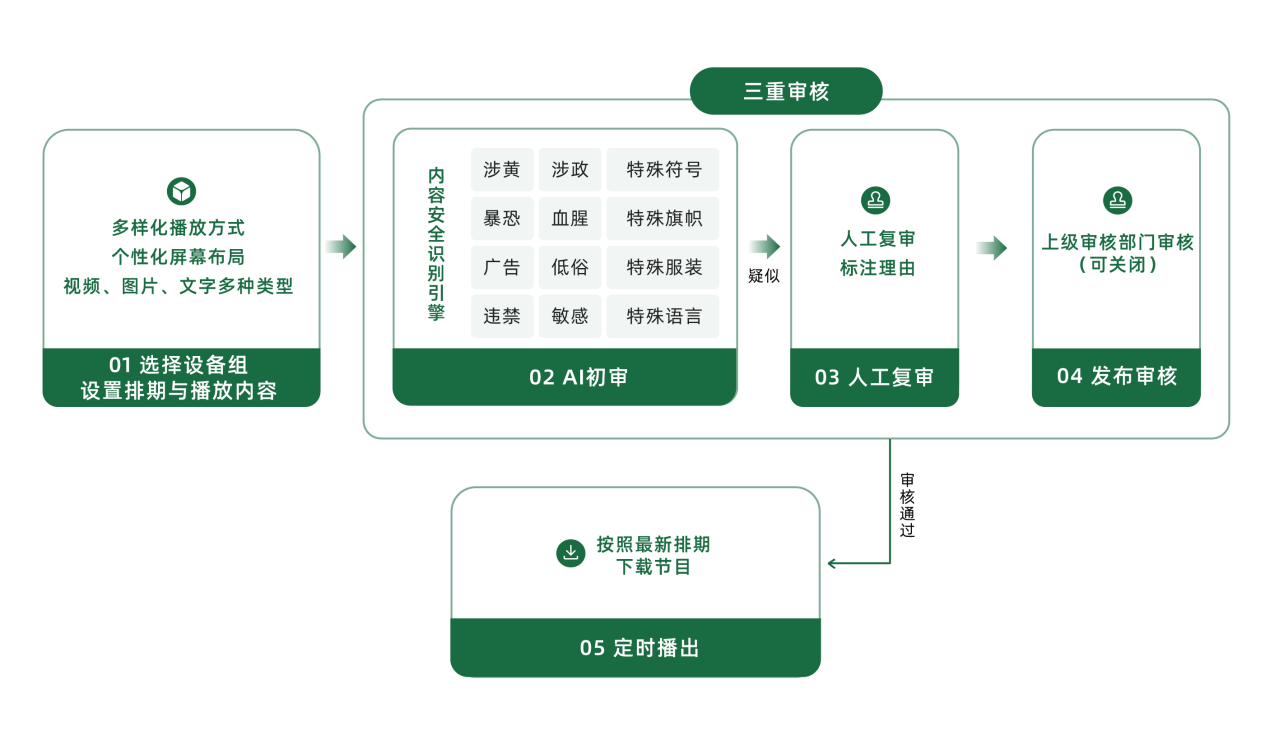 三重审核
多样化播放方式
个性化屏幕布局
视频、图片、文字多种类型
01 选择设备组
设置排期与播放内容
内容安全识别引擎
涉黄
涉政
特殊符号
暴恐
血腥
特殊旗帜
广告
低俗
特殊服装
违禁
敏感
特殊语言
02 AI初审
疑似
人工复审
标注理由
03 人工复审
上级审核部门审核
(可关闭)
04 发布审核
审核通过
按照最新排期
下载节目
05 定时播出